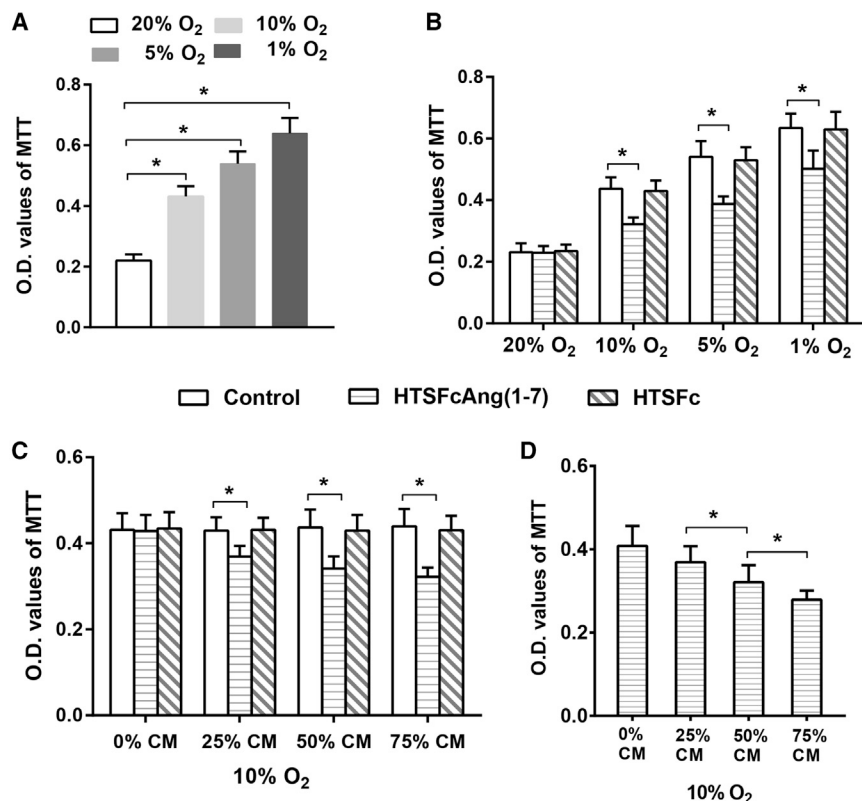 A
20% O₂ 10% O₂
5% O₂ 1% O₂
O.D. values of MTT
0.8
0.6
0.4
0.2
0.0
* * *
B
O.D. values of MTT
0.8
0.6
0.4
0.2
0.0
* * *
20% O₂ 10% O₂ 5% O₂ 1% O₂
Control HTSFcAng(1-7) HTSFc
C
O.D. values of MTT
0.6
0.4
0.2
0.0
* * *
0% CM 25% CM 50% CM 75% CM
10% O₂
D
O.D. values of MTT
0.6
0.4
0.2
0.0
* *
0% 25% 50% 75%
CM CM CM CM
10% O₂